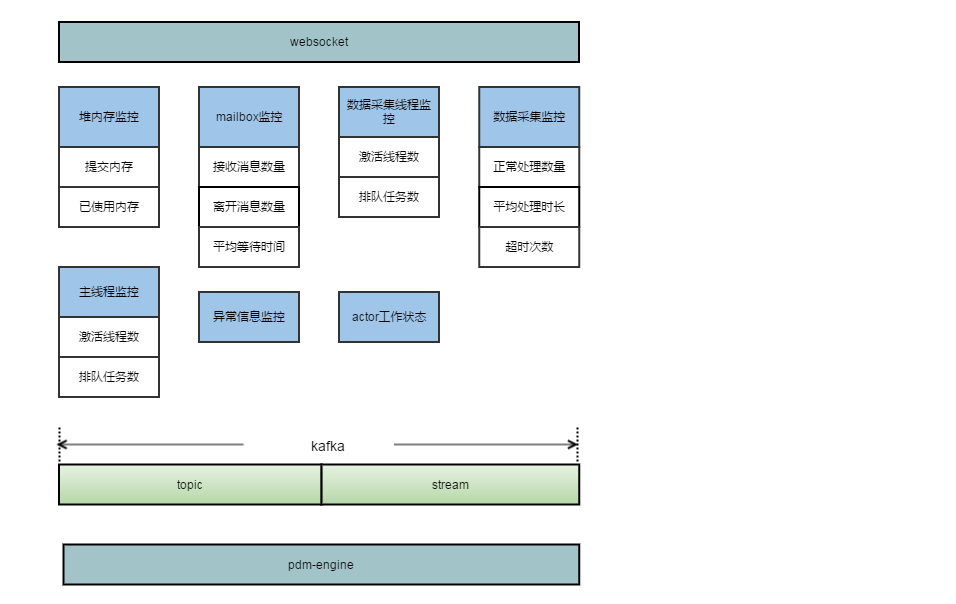 websocket
堆内存监控
提交内存
已使用内存
mailbox监控
接收消息数量
离开消息数量
平均等待时间
数据采集线程监
控
激活线程数
排队任务数
数据采集监控
正常处理数量
平均处理时长
超时次数
主线程监控
激活线程数
排队任务数
异常信息监控
actor工作状态
kafka
topic
stream
pdm-engine